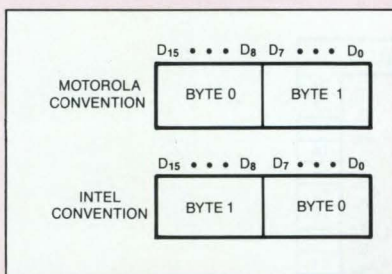 D15 • • • D8 D7 • • • D0
MOTOROLA
CONVENTION
BYTE 0 BYTE 1
D15 • • • D8 D7 • • • D0
INTEL
CONVENTION
BYTE 1 BYTE 0